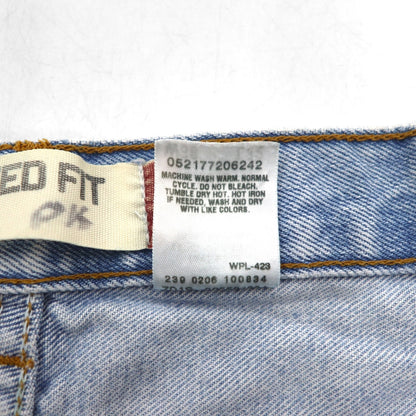 ED FIT
OK
052177206242
MACHINE WASH WARM. NORMAL
CYCLE. DO NOT BLEACH.
TUMBLE DRY HOT. HOT IRON
IF NEEDED. WASH AND DRY
WITH LIKE COLORS.
WPL-423
239 0206 100834